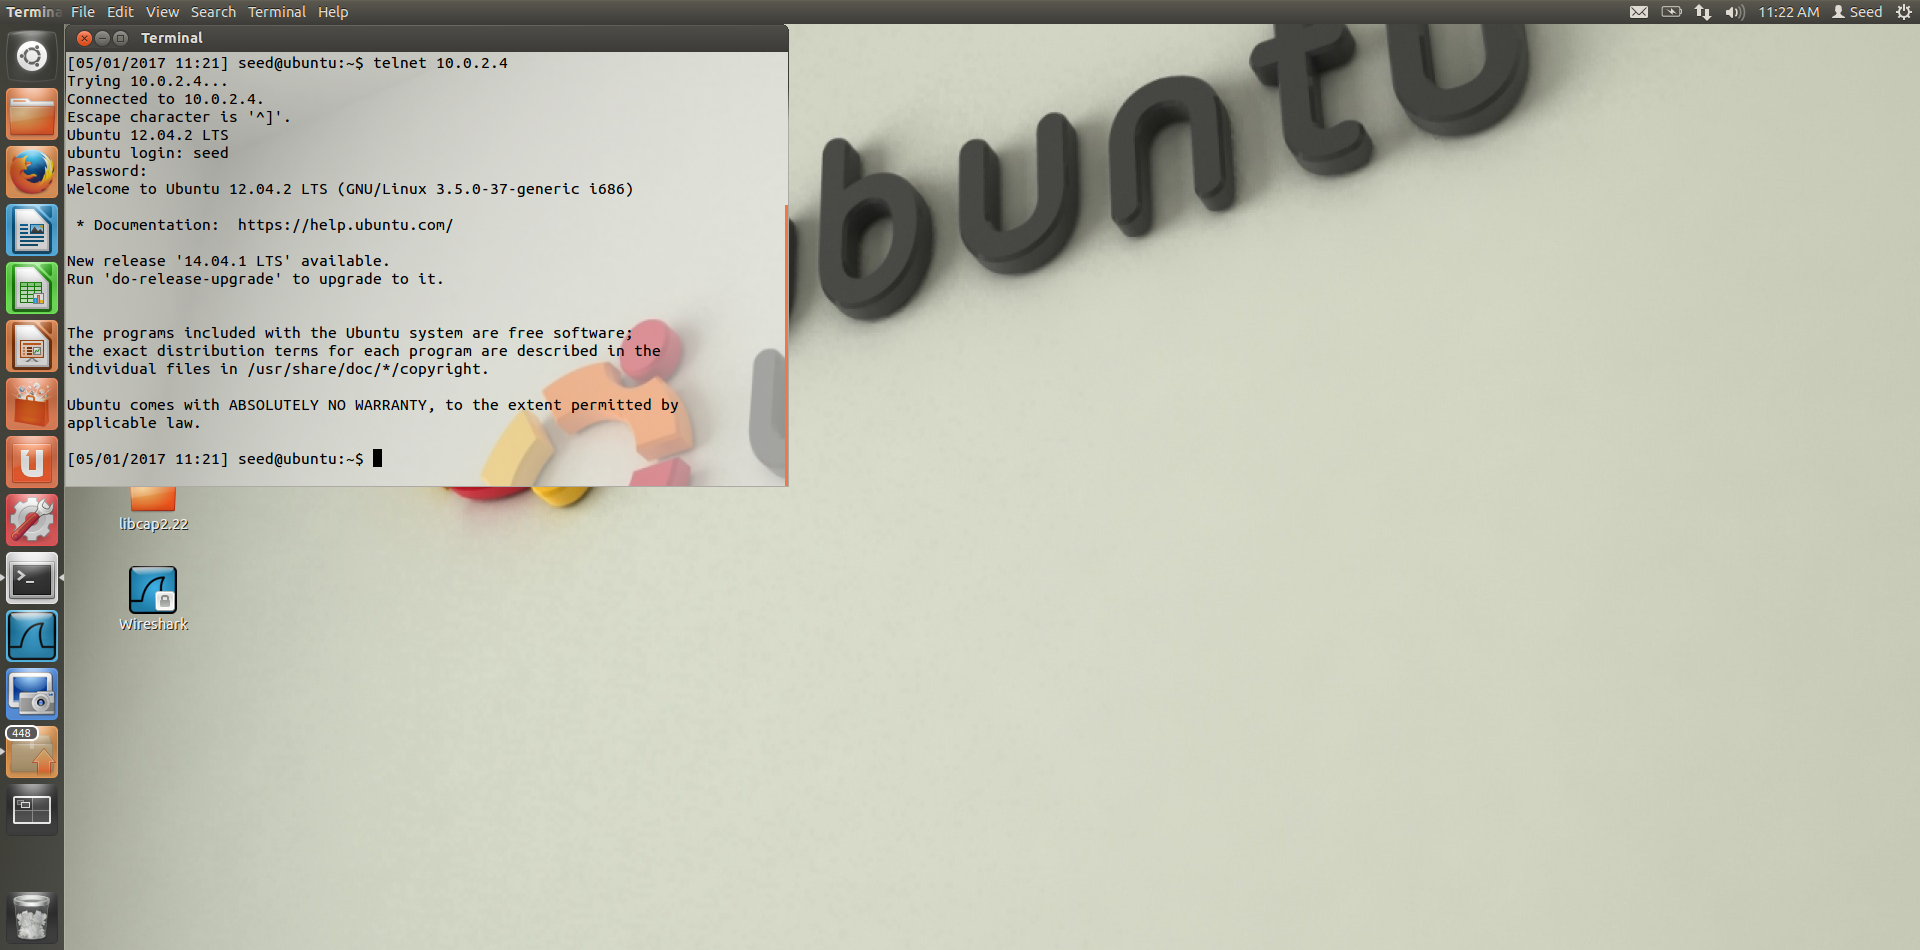 Termina File Edit View Search Terminal Help
11:22 AM Seed
Terminal
[05/01/2017 11:21] seed@ubuntu:~$ telnet 10.0.2.4
Trying 10.0.2.4...
Connected to 10.0.2.4.
Escape character is '^]'.
Ubuntu 12.04.2 LTS
ubuntu login: seed
Password:
Welcome to Ubuntu 12.04.2 LTS (GNU/Linux 3.5.0-37-generic i686)
* Documentation:  https://help.ubuntu.com/
New release '14.04.1 LTS' available.
Run 'do-release-upgrade' to upgrade to it.
The programs included with the Ubuntu system are free software;
the exact distribution terms for each program are described in the
individual files in /usr/share/doc/*/copyright.
Ubuntu comes with ABSOLUTELY NO WARRANTY, to the extent permitted by
applicable law.
[05/01/2017 11:21] seed@ubuntu:~$
ubuntu
libcap2.22
Wireshark
448